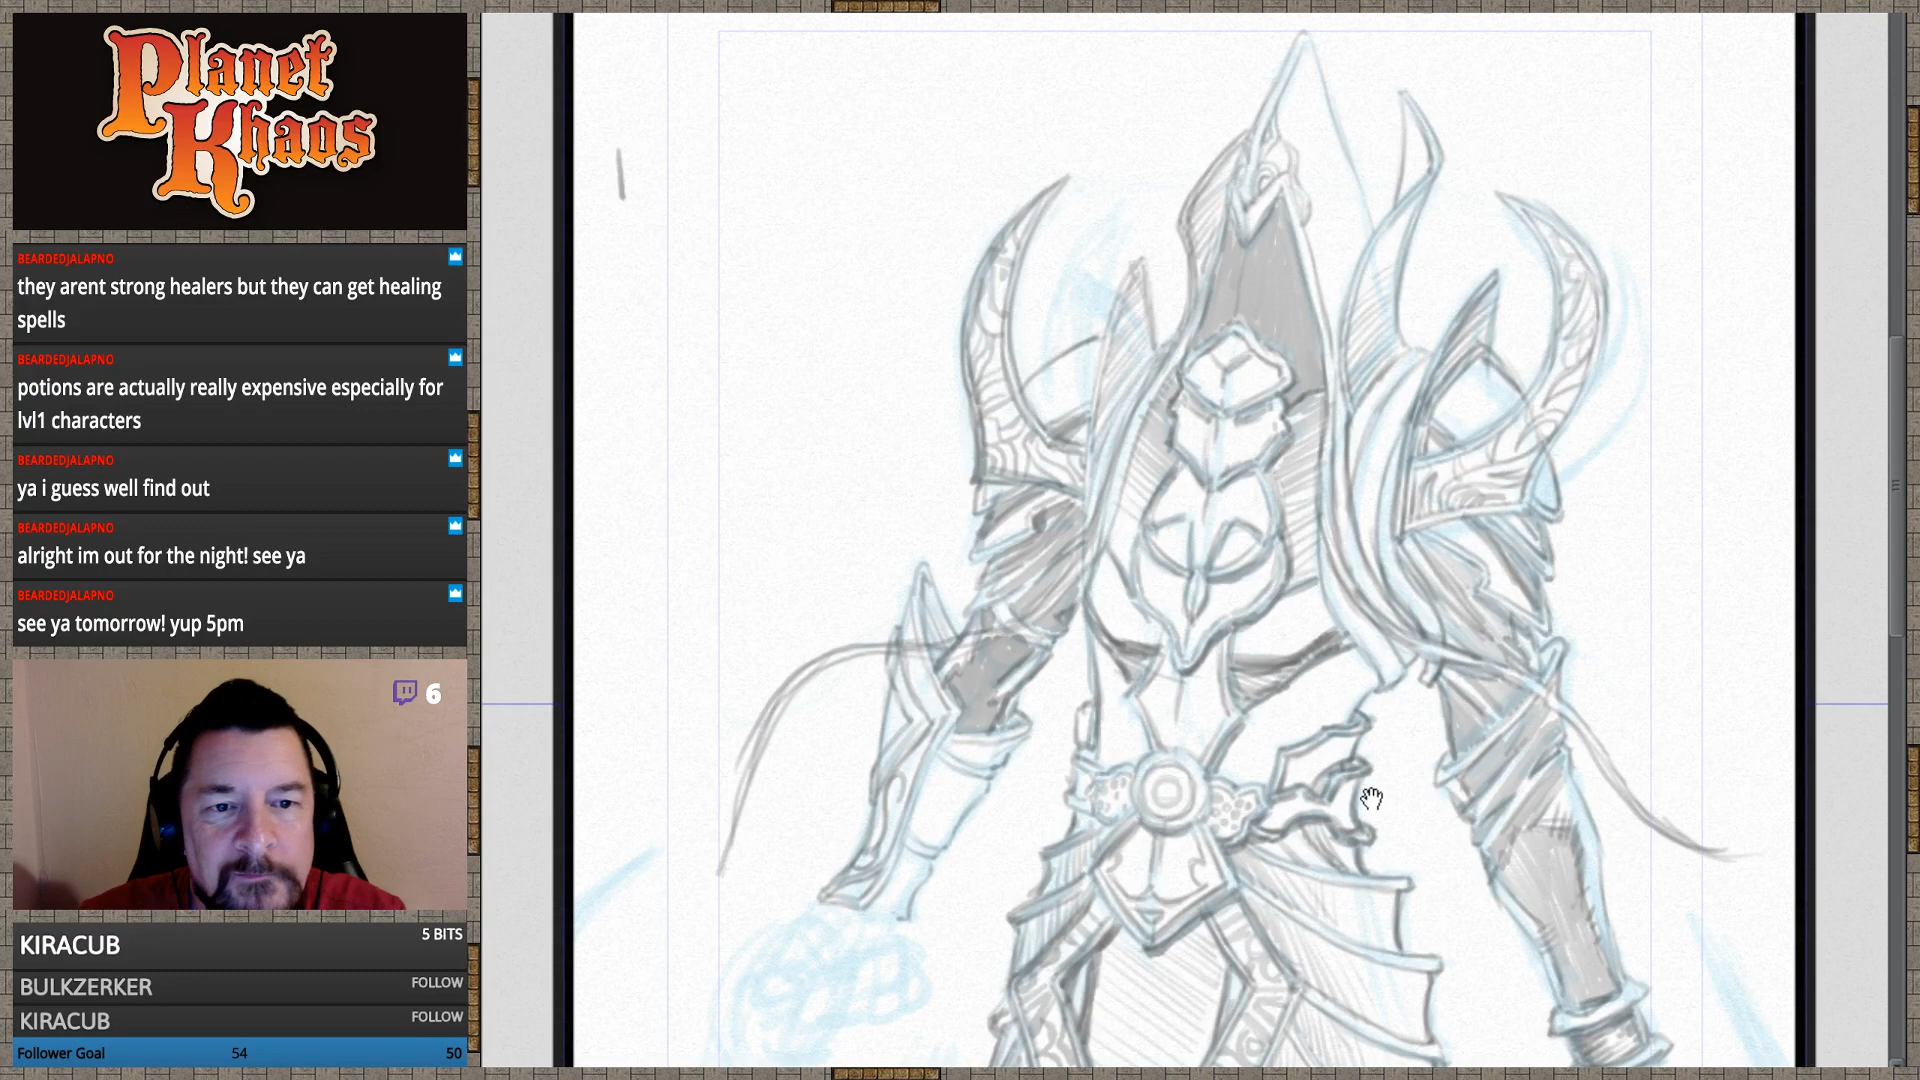 Planet
Khaos
BEARDEDJALAPNO
they arent strong healers but they can get healing
spells
BEARDEDJALAPNO
potions are actually really expensive especially for
lvl1 characters
BEARDEDJALAPNO
ya i guess well find out
BEARDEDJALAPNO
alright im out for the night! see ya
BEARDEDJALAPNO
see ya tomorrow! yup 5pm
6
KIRACUB 5 BITS
BULKZERKER FOLLOW
KIRACUB FOLLOW
Follower Goal 54 50